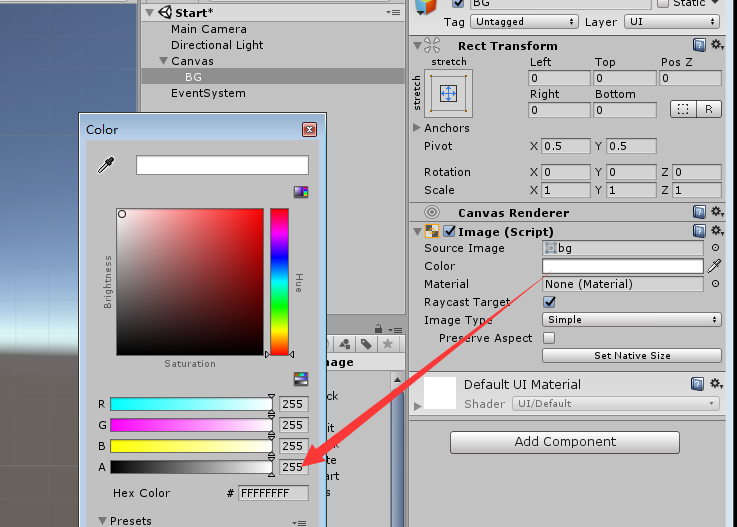 Start*
Main Camera
Directional Light
Canvas
BG
EventSystem
Color
Brightness
Hue
Saturation
R 255
G 255
B 255
A 255
Hex Color # FFFFFFFF
Presets
BG Static
Tag Untagged Layer UI
Rect Transform
stretch Left Top Pos Z
stretch 0 0 0
Right Bottom
0 0 R
Anchors
Pivot X 0.5 Y 0.5
Rotation X 0 Y 0 Z 0
Scale X 1 Y 1 Z 1
Canvas Renderer
Image (Script)
Source Image bg
Color
Material None (Material)
Raycast Target
Image Type Simple
Preserve Aspect
Set Native Size
Default UI Material
Shader UI/Default
Add Component